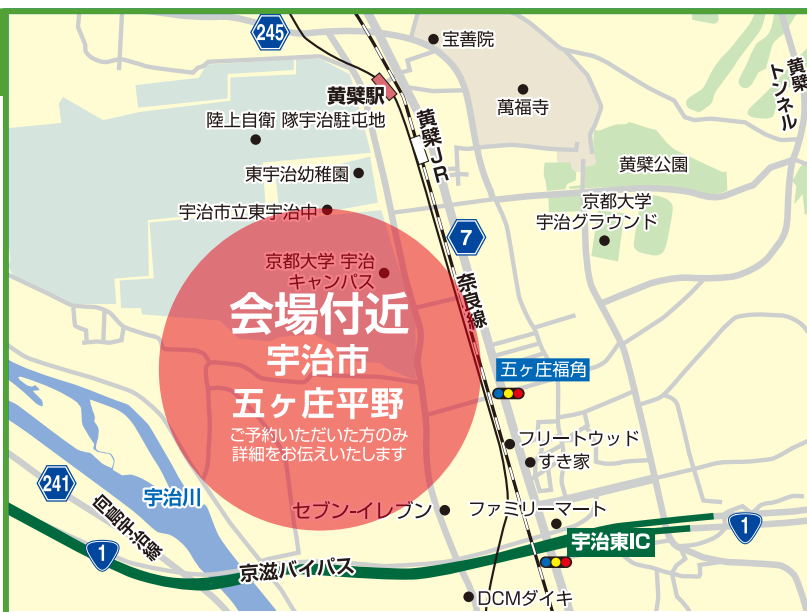 245
宝善院
黄檗駅
萬福寺
黄檗
トンネル
陸上自衛 隊宇治駐屯地
黄檗JR
東宇治幼稚園
黄檗公園
宇治市立東宇治中
京都大学
宇治グラウンド
7
京都大学 宇治
キャンパス
奈良線
会場付近
宇治市
五ヶ庄平野
ご予約いただいた方のみ
詳細をお伝えいたします
五ヶ庄福角
フリートウッド
すき家
241
宇治川
向島宇治線
セブン-イレブン
ファミリーマート
1
宇治東IC
1
京滋バイパス
DCMダイキ